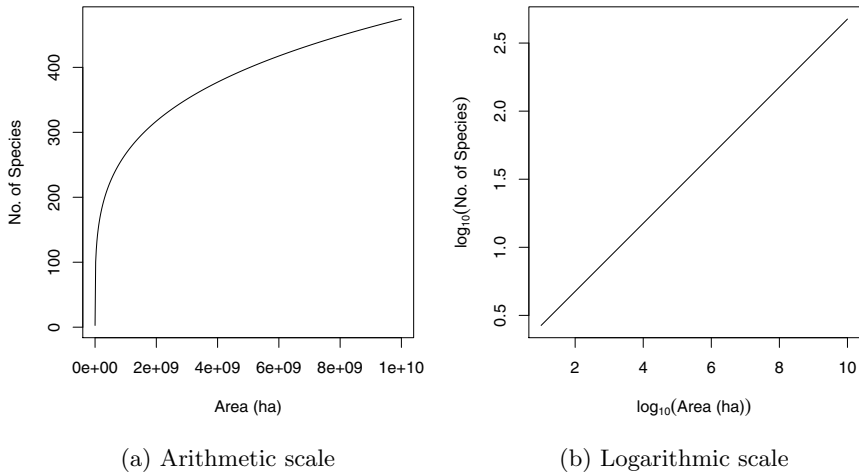 No. of Species
0
100
200
300
400
0e+00 2e+09 4e+09 6e+09 8e+09 1e+10
Area (ha)
(a) Arithmetic scale
log10(No. of Species)
0.5
1.0
1.5
2.0
2.5
2 4 6 8 10
log10(Area (ha))
(b) Logarithmic scale